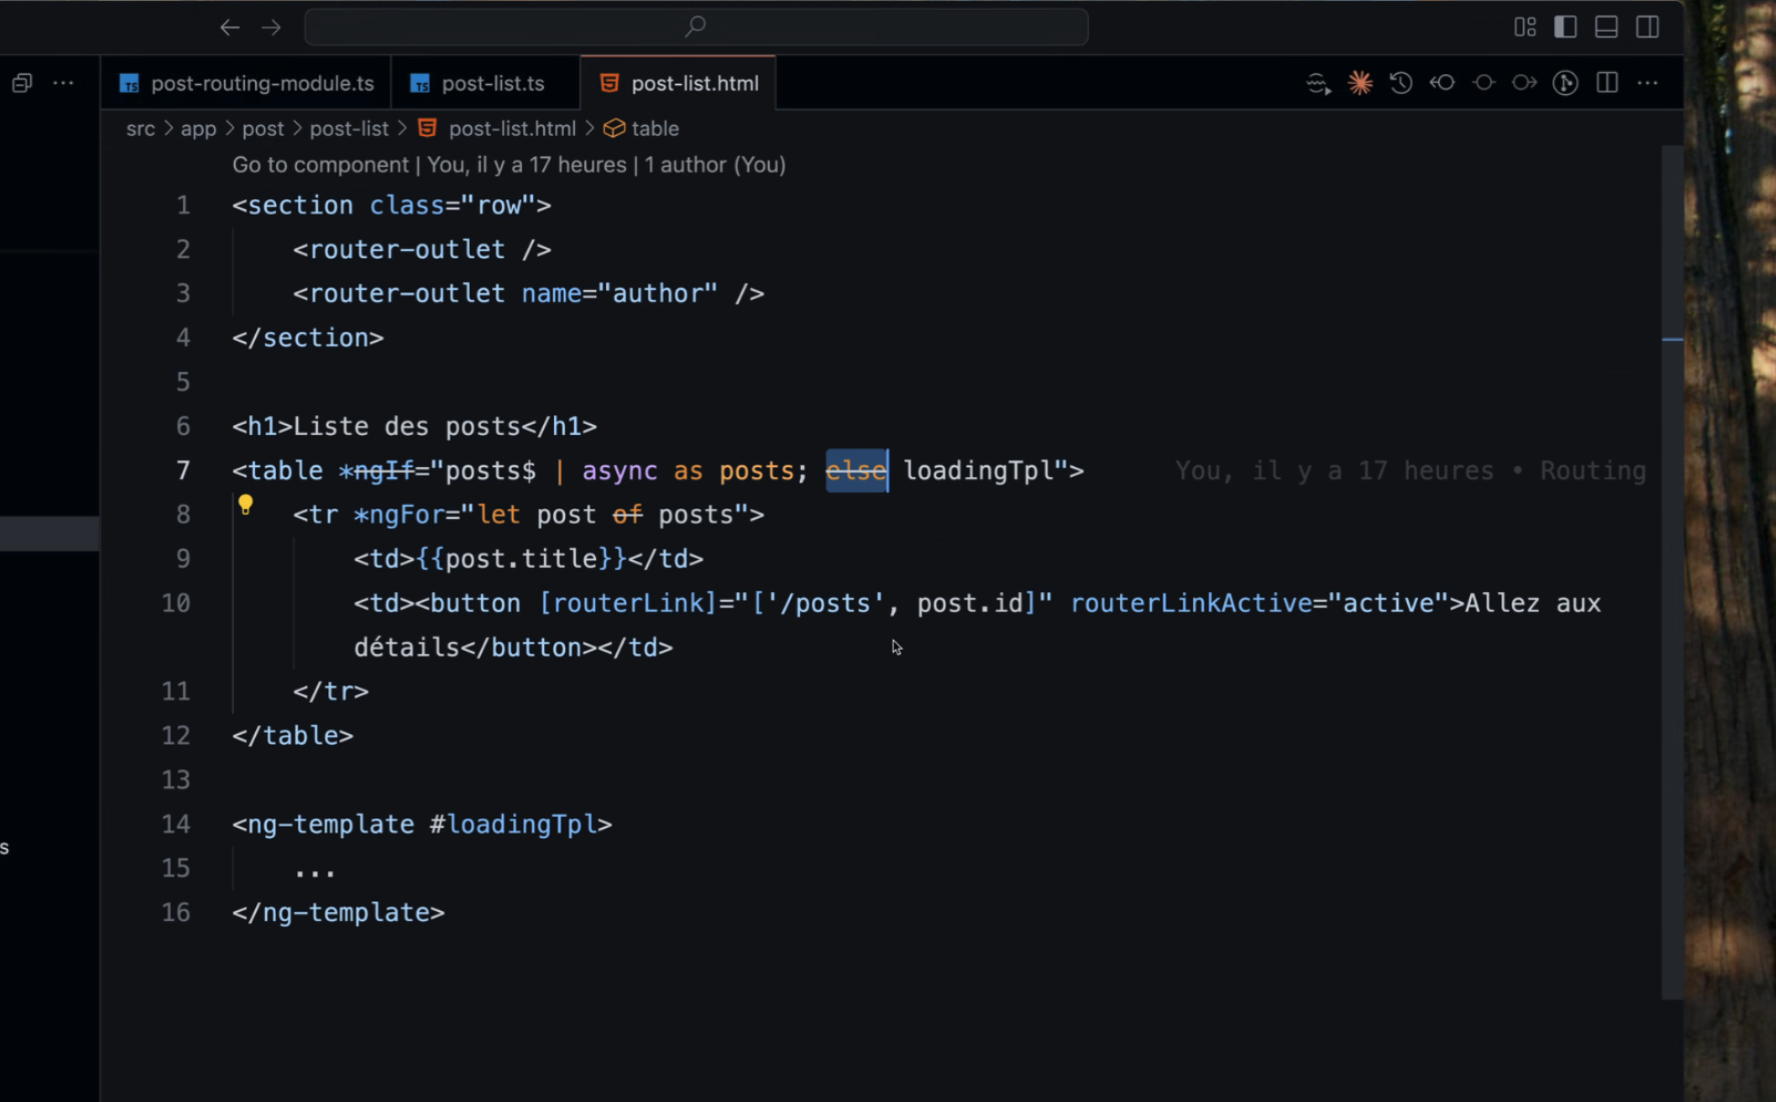 post-routing-module.ts
post-list.ts
post-list.html
src > app > post > post-list > post-list.html > table
Go to component | You, il y a 17 heures | 1 author (You)
1 <section class="row">
2 <router-outlet />
3 <router-outlet name="author" />
4 </section>
5
6 <h1>Liste des posts</h1>
7 <table *ngIf="posts$ | async as posts; else loadingTpl"> You, il y a 17 heures • Routing
8 <tr *ngFor="let post of posts">
9 <td>{{post.title}}</td>
10 <td><button [routerLink]="['/posts', post.id]" routerLinkActive="active">Allez aux
détails</button></td>
11 </tr>
12 </table>
13
14 <ng-template #loadingTpl>
s
15 ...
16 </ng-template>